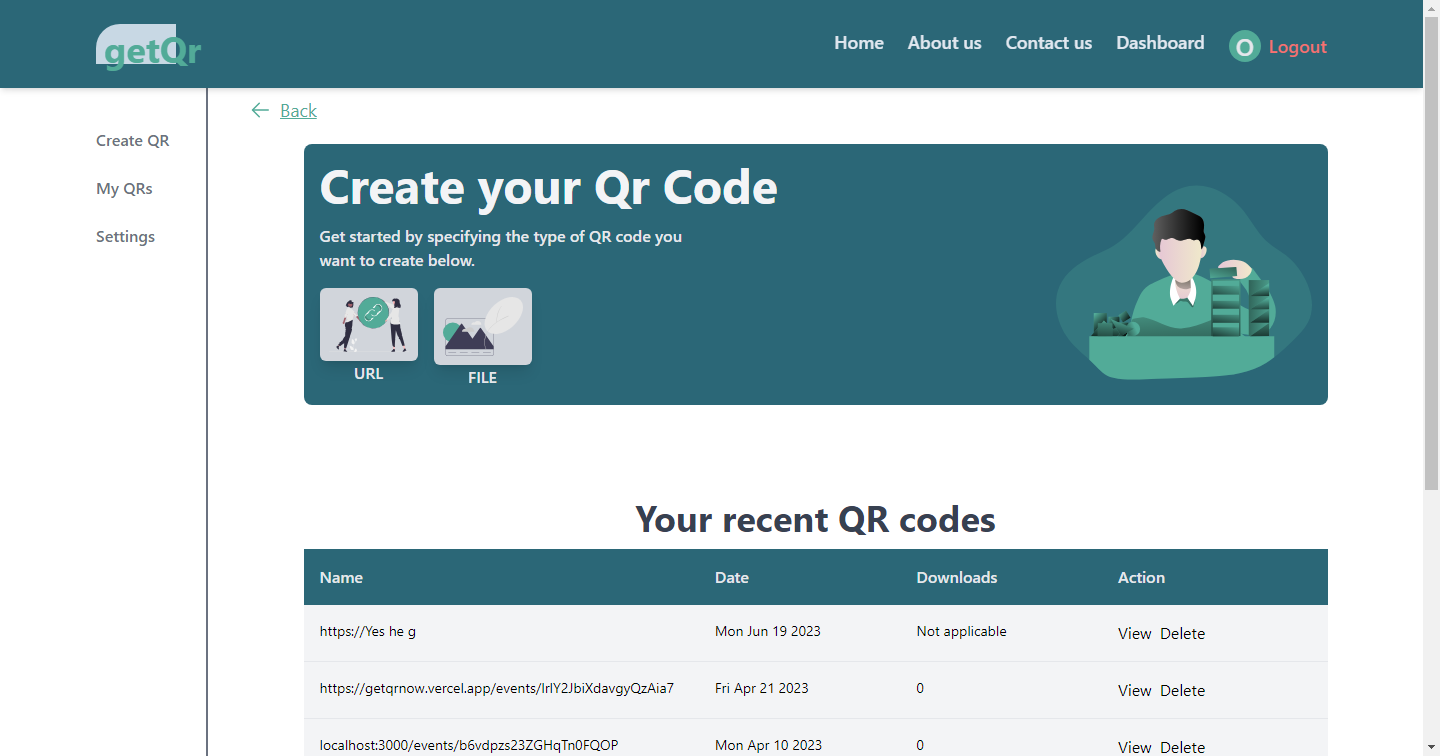 getQr
Home About us Contact us Dashboard O Logout
Back
Create QR
My QRs
Settings
Create your Qr Code
Get started by specifying the type of QR code you
want to create below.
URL FILE
Your recent QR codes
Name Date Downloads Action
https://Yes he g Mon Jun 19 2023 Not applicable View Delete
https://getqrnow.vercel.app/events/IrlY2JbiXdavgyQzAia7 Fri Apr 21 2023 0 View Delete
localhost:3000/events/b6vdpzs23ZGHqTn0FQOP Mon Apr 10 2023 0 View Delete